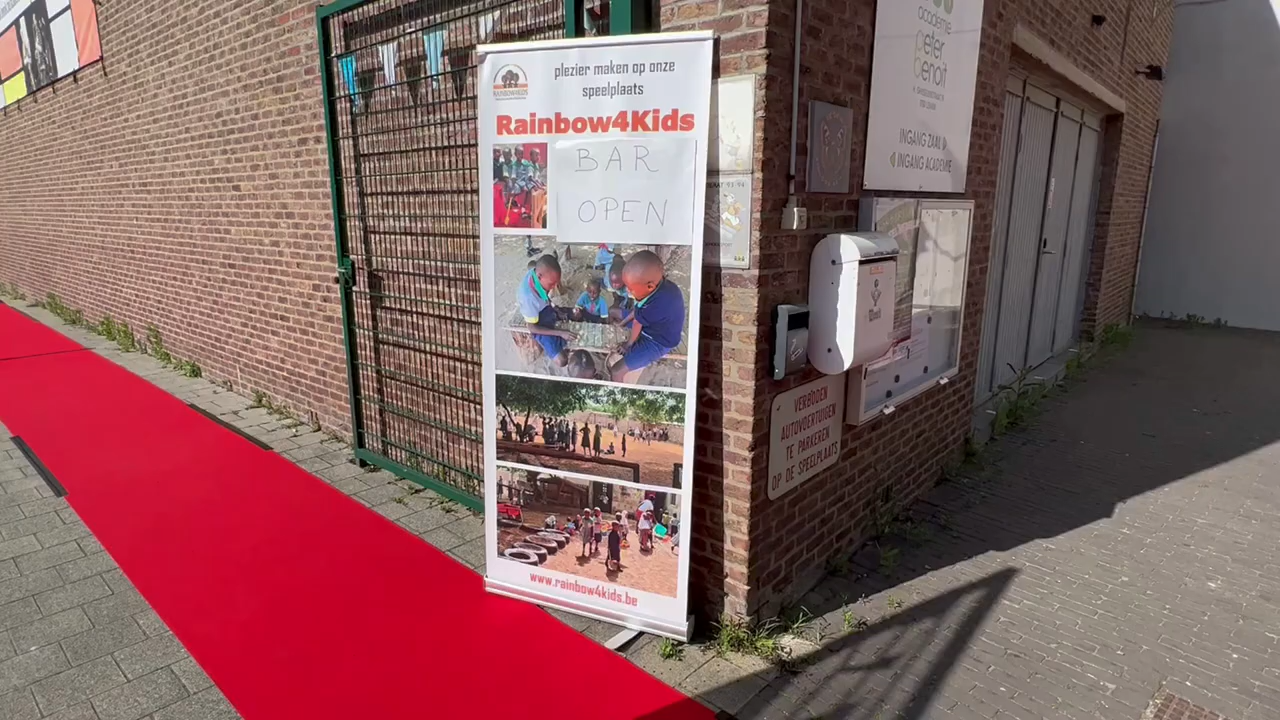 RAINBOW4KIDS
plezier maken op onze
speelplaats
Rainbow4Kids
BAR
OPEN
www.rainbow4kids.be
academie
peter
benoit
INGANG ZAAL
INGANG ACADEMIE
VERBODEN
AUTOVOERTUIGEN
TE PARKEREN
OP DE SPEELPLAATS